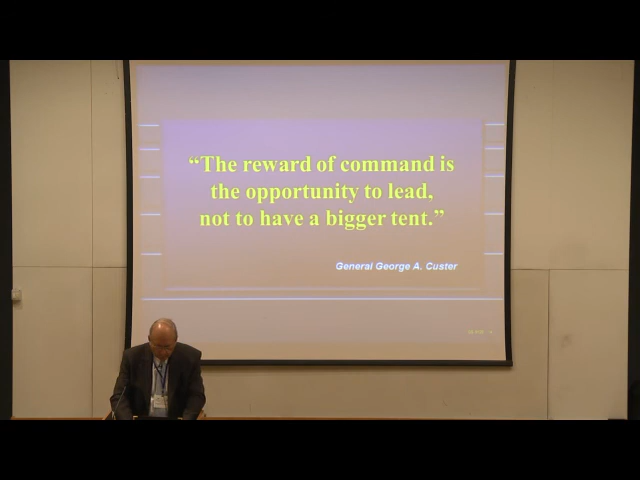 “The reward of command is
the opportunity to lead,
not to have a bigger tent.”
General George A. Custer